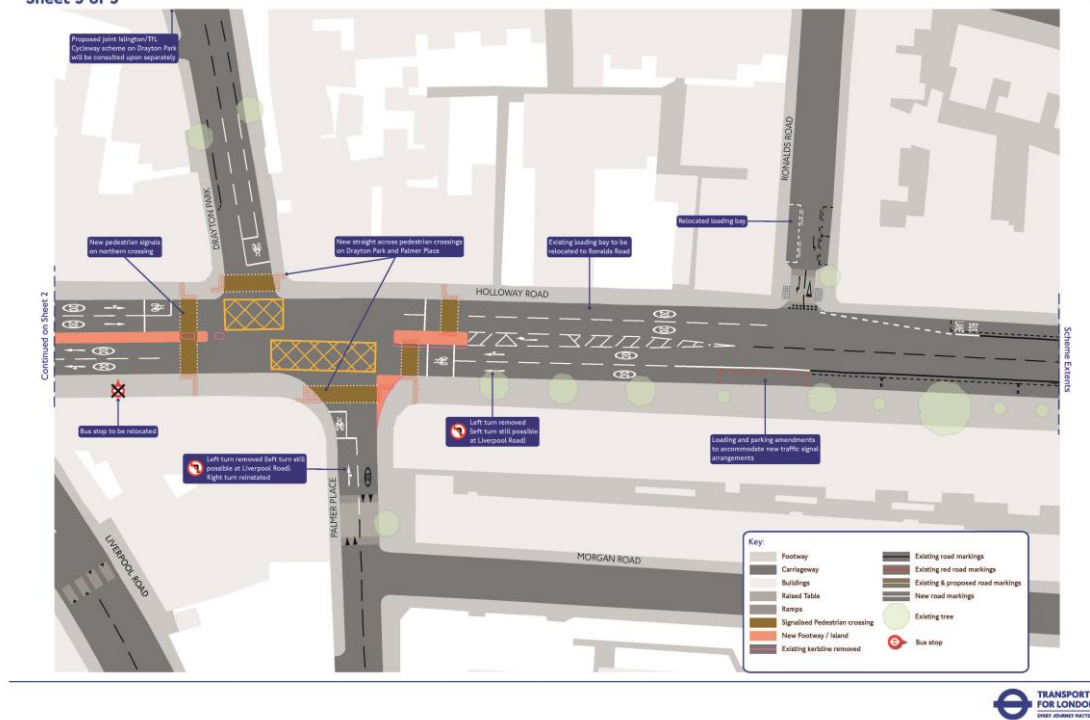 Proposed joint Islington/TfL
Cycleway scheme on Drayton Park
will be consulted upon separately
RONALDS ROAD
DRAYTON PARK
Relocated loading bay
New pedestrian signals
on northern crossing
New straight across pedestrian crossings
on Drayton Park and Palmer Place
Existing loading bay to be
relocated to Ronalds Road
HOLLOWAY ROAD
Continued on Sheet 2
Scheme Extents
Bus stop to be relocated
Left turn removed
(left turn still possible
at Liverpool Road)
Loading and parking amendments
to accommodate new traffic signal
arrangements
Left turn removed (left turn still
possible at Liverpool Road).
Right turn reinstated
PALMER PLACE
LIVERPOOL ROAD
MORGAN ROAD
Key:
Footway
Carriageway
Buildings
Raised Table
Ramps
Signalised Pedestrian crossing
New Footway / Island
Existing kerbline removed
Existing road markings
Existing red road markings
Existing & proposed road markings
New road markings
Existing tree
Bus stop
TRANSPORT
FOR LONDON
EVERY JOURNEY MATTERS